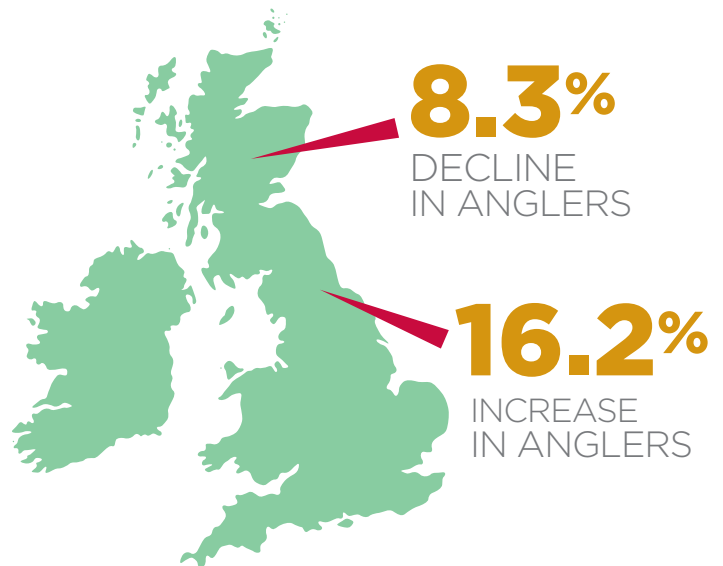 8.3%
DECLINE
IN ANGLERS
16.2%
INCREASE
IN ANGLERS